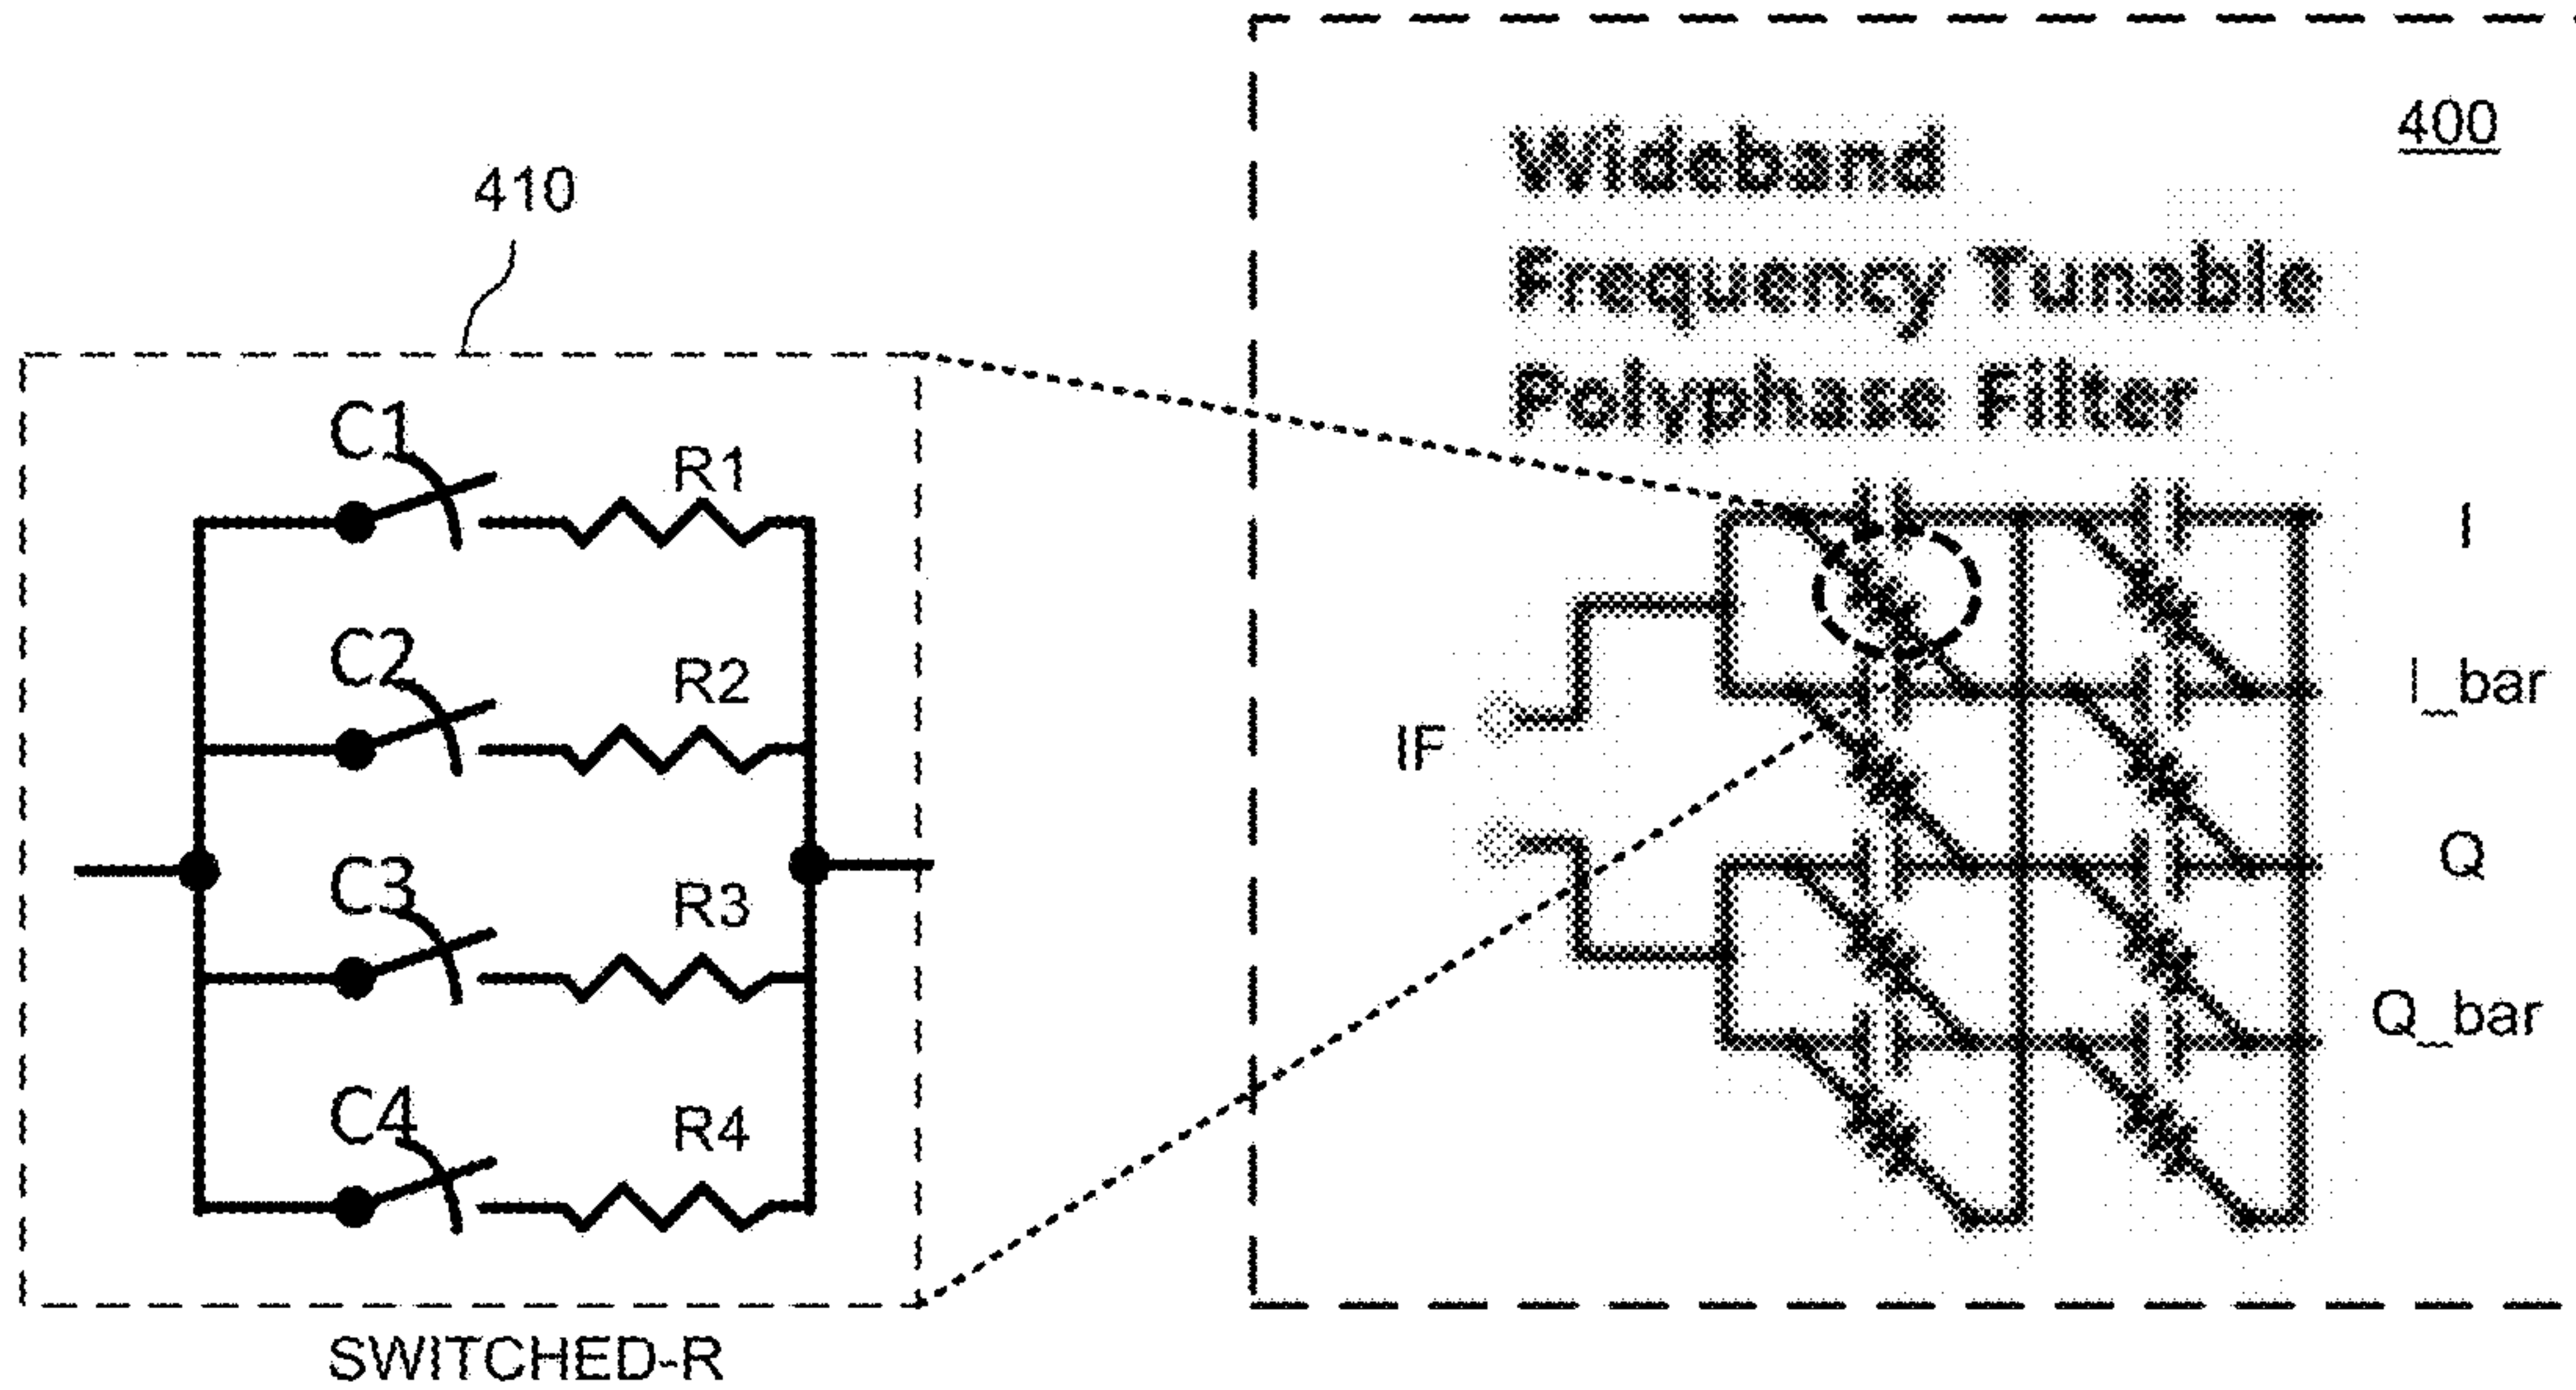 400
Wideband
Frequency Tunable
Polyphase Filter
410
C1
R1
C2
R2
C3
R3
C4
R4
SWITCHED-R
IF
I
I_bar
Q
Q_bar